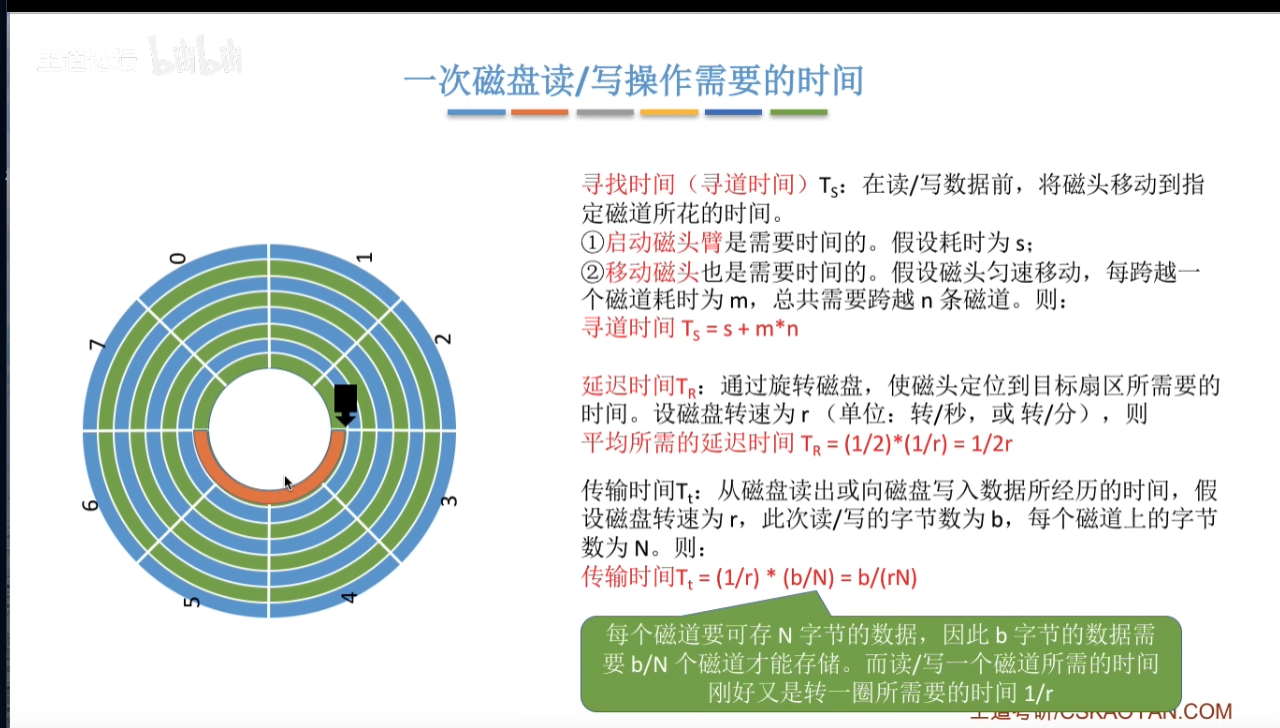 王道论坛 bilibili
一次磁盘读/写操作需要的时间
寻找时间（寻道时间）TS：在读/写数据前，将磁头移动到指
定磁道所花的时间。
①启动磁头臂是需要时间的。假设耗时为 s；
②移动磁头也是需要时间的。假设磁头匀速移动，每跨越一
个磁道耗时为 m，总共需要跨越 n 条磁道。则：
寻道时间 TS = s + m*n
延迟时间TR：通过旋转磁盘，使磁头定位到目标扇区所需要的
时间。设磁盘转速为 r （单位：转/秒，或 转/分），则
平均所需的延迟时间 TR = (1/2)*(1/r) = 1/2r
传输时间Tt：从磁盘读出或向磁盘写入数据所经历的时间，假
设磁盘转速为 r，此次读/写的字节数为 b，每个磁道上的字节
数为 N。则：
传输时间Tt = (1/r) * (b/N) = b/(rN)
每个磁道要可存 N 字节的数据，因此 b 字节的数据需
要 b/N 个磁道才能存储。而读/写一个磁道所需的时间
刚好又是转一圈所需要的时间 1/r
王道考研/CSKAOYAN.COM
0
1
2
3
4
5
6
7